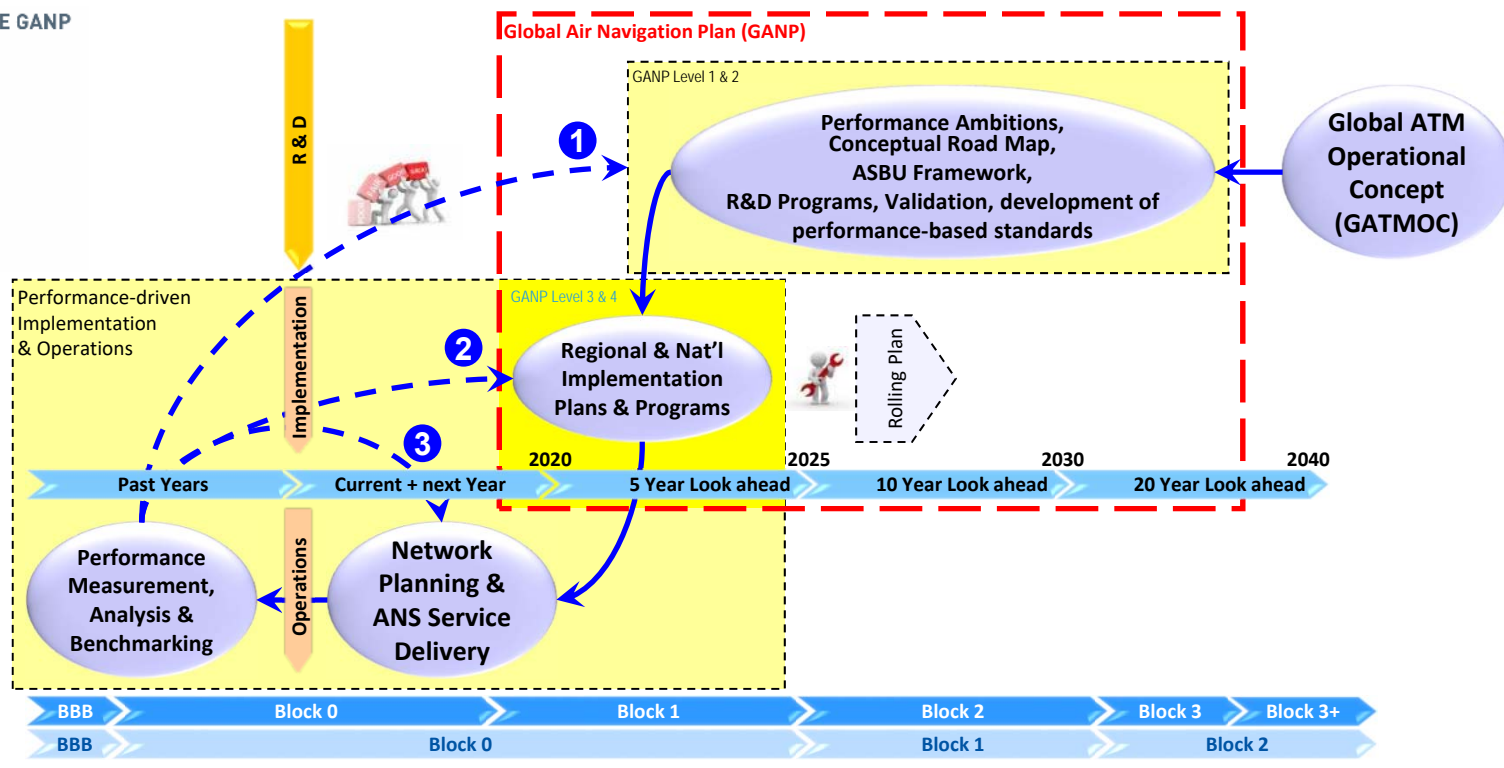 E GANP
Global Air Navigation Plan (GANP)
GANP Level 1 & 2
R & D
1
Performance Ambitions,
Conceptual Road Map,
ASBU Framework,
R&D Programs, Validation, development of
performance-based standards
Global ATM
Operational
Concept
(GATMOC)
Performance-driven
Implementation
& Operations
Implementation
GANP Level 3 & 4
2
Regional & Nat'l
Implementation
Plans & Programs
Rolling Plan
3
2020
2025
2030
2040
Past Years
Current + next Year
5 Year Look ahead
10 Year Look ahead
20 Year Look ahead
Performance
Measurement,
Analysis &
Benchmarking
Operations
Network
Planning &
ANS Service
Delivery
BBB
Block 0
Block 1
Block 2
Block 3
Block 3+
BBB
Block 0
Block 1
Block 2